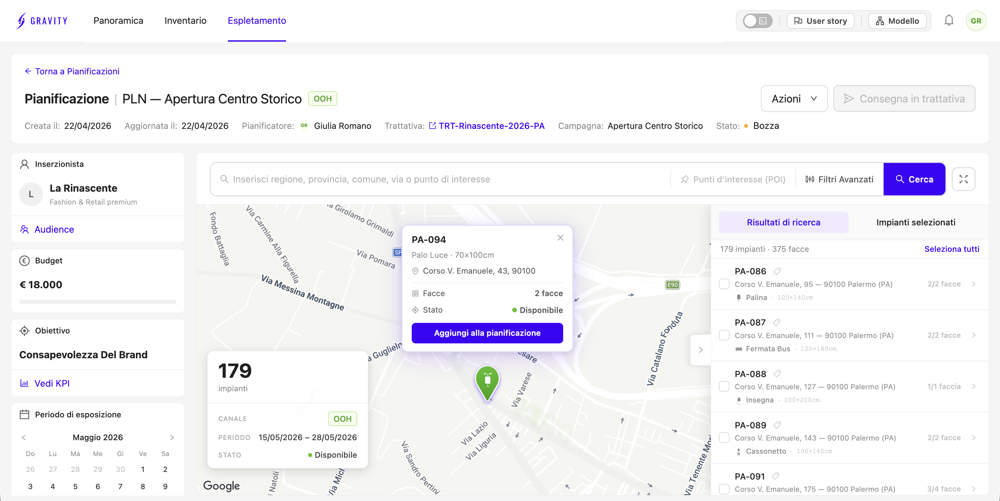 GRAVITY
Panoramica
Inventario
Espletamento
User story
Modello
GR
Torna a Pianificazioni
Pianificazione | PLN — Apertura Centro Storico OOH
Azioni
Consegna in trattativa
Creata il: 22/04/2026 Aggiornata il: 22/04/2026 Pianificatore: GR Giulia Romano Trattativa: TRT-Rinascente-2026-PA Campagna: Apertura Centro Storico Stato: Bozza
Inserzionista
L
La Rinascente
Fashion & Retail premium
Audience
Budget
€ 18.000
Obiettivo
Consapevolezza Del Brand
Vedi KPI
Periodo di esposizione
Maggio 2026
Do Lu Ma Me Gi Ve Sa
26 27 28 29 30 1 2
3 4 5 6 7 8 9
Inserisci regione, provincia, comune, via o punto di interesse
Punti d'interesse (POI)
Filtri Avanzati
Cerca
Fondo Battaglia
Via Carmine Alla Figurella
ia Girolamo Grimaldi
Via Pomara
SP
Via Messina Montagne
E90
Via Catalano Fonduta
a Guglieln
esare
Via Varese
Via Lazio
Via Liguria
Via Sandro Pertini
i Natoli
Via Mich
Via Tenente Mori
Google
PA-094
Palo Luce · 70×100cm
Corso V. Emanuele, 43, 90100
Facce 2 facce
Stato Disponibile
Aggiungi alla pianificazione
179
impianti
CANALE OOH
PERIODO 15/05/2026 – 28/05/2026
STATO Disponibile
Risultati di ricerca
Impianti selezionati
179 impianti · 375 facce
Seleziona tutti
PA-086
Corso V. Emanuele, 95 — 90100 Palermo (PA)
2/2 facce
Palina · 100×140cm
PA-087
Corso V. Emanuele, 111 — 90100 Palermo (PA)
2/2 facce
Fermata Bus · 120×180cm
PA-088
Corso V. Emanuele, 127 — 90100 Palermo (PA)
1/1 faccia
Insegna · 100×200cm
PA-089
Corso V. Emanuele, 143 — 90100 Palermo (PA)
2/2 facce
Cassonetto · 100×140cm
PA-091
Corso V. Emanuele, 175 — 90100 Palermo (PA)
3/4 facce